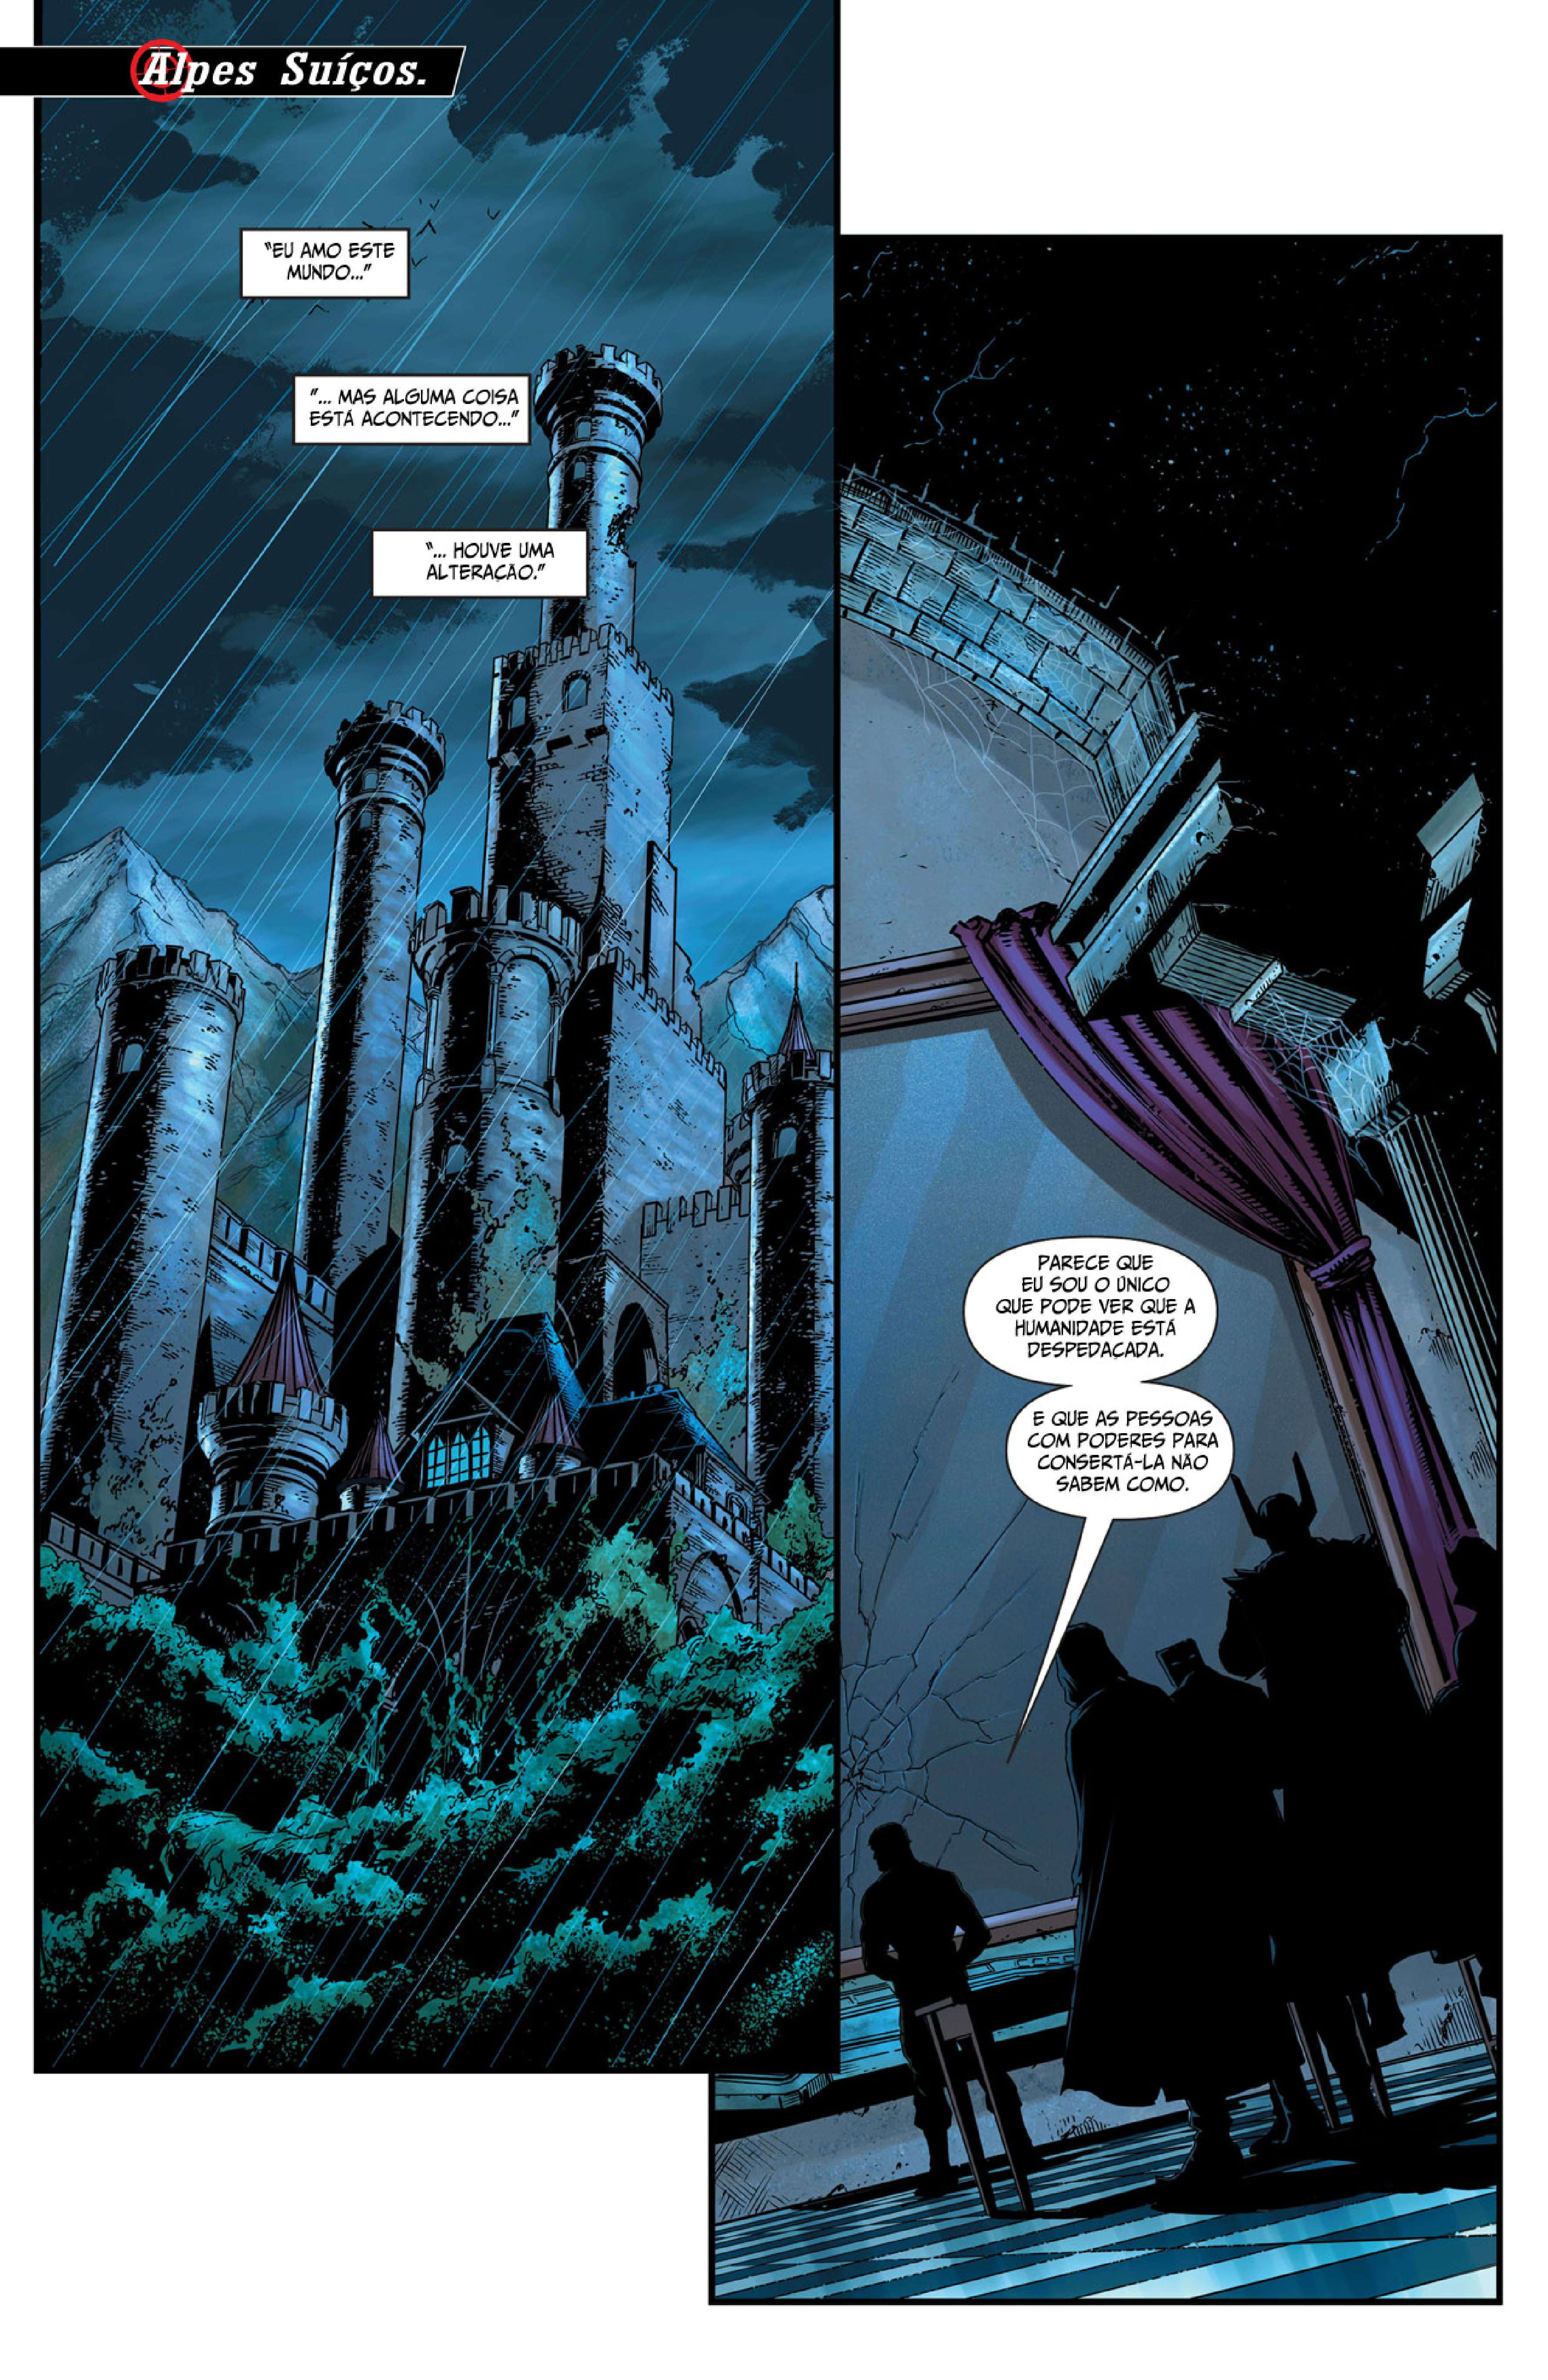 Alpes Suíços.
"EU AMO ESTE
MUNDO..."
"... MAS ALGUMA COISA
ESTÁ ACONTECENDO..."
"... HOUVE UMA
ALTERAÇÃO."
PARECE QUE
EU SOU O ÚNICO
QUE PODE VER QUE A
HUMANIDADE ESTÁ
DESPEDAÇADA.
E QUE AS PESSOAS
COM PODERES PARA
CONSERTÁ-LA NÃO
SABEM COMO.